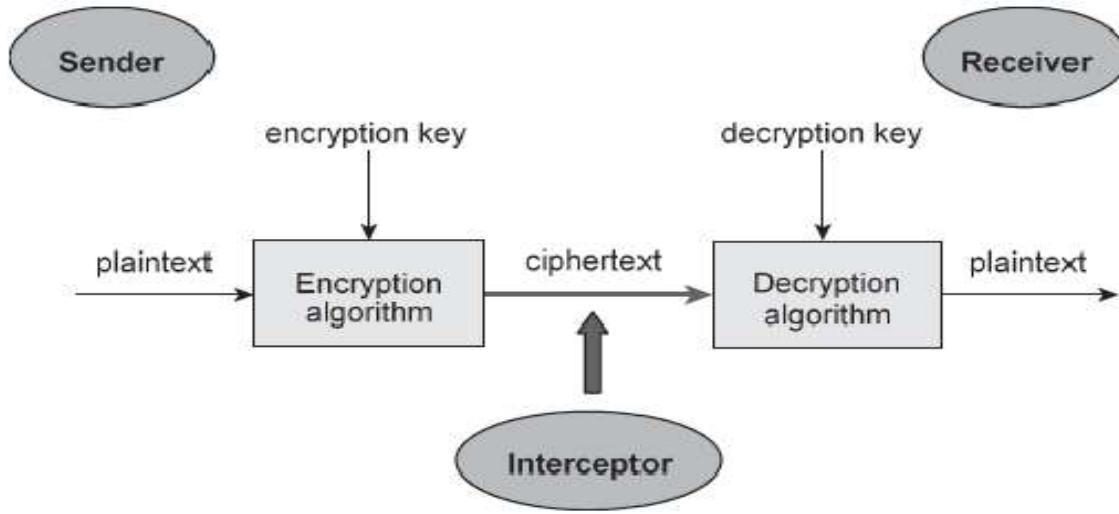 Sender
Receiver
encryption key
decryption key
plaintext
Encryption
algorithm
ciphertext
Decryption
algorithm
plaintext
Interceptor